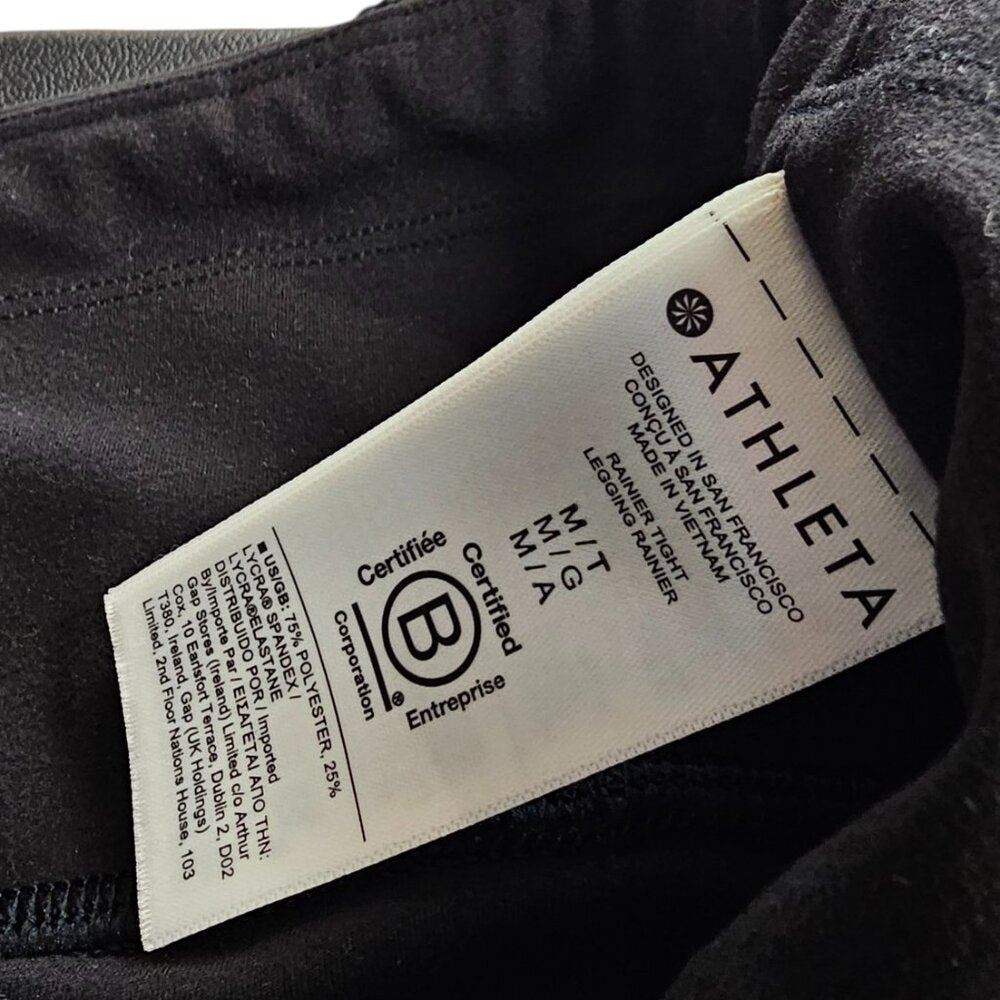 ATHLETA
DESIGNED IN SAN FRANCISCO
CONÇU À SAN FRANCISCO
MADE IN VIETNAM
RAINIER TIGHT
LEGGING RAINIER
M / T
M / G
M / A
Certified
Certifiée
B
Corporation
®
Entreprise
■ US/GB: 75% POLYESTER, 25%
LYCRA® SPANDEX /
LYCRA®ELASTANE
DISTRIBUIDO POR / Imported
By/Importe Par / ΕΙΣΑΓΕΤΑΙ ΑΠΟ ΤΗΝ:
Gap Stores (Ireland) Limited c/o Arthur
Cox, 10 Earlsfort Terrace, Dublin 2, D02
T380, Ireland, Gap (UK Holdings)
Limited, 2nd Floor Nations House, 103